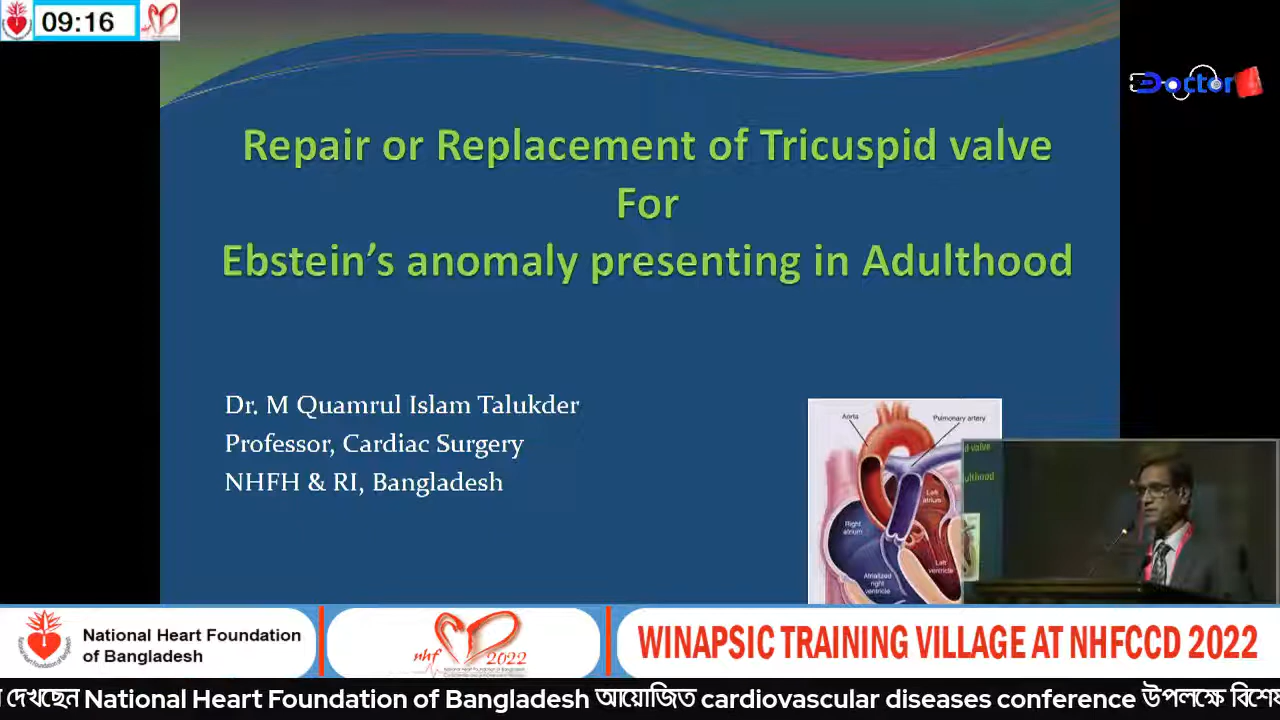 09:16
Doctor
Repair or Replacement of Tricuspid valve
For
Ebstein's anomaly presenting in Adulthood
Dr. M Quamrul Islam Talukder
Professor, Cardiac Surgery
NHFH & RI, Bangladesh
Aorta
Pulmonary artery
Left
atrium
Right
atrium
Left
ventricle
Atrialized
right
ventricle
d valve
ulthood
National Heart Foundation
of Bangladesh
nhf 2022
WINAPSIC TRAINING VILLAGE AT NHFCCD 2022
দেখছেন National Heart Foundation of Bangladesh আয়োজিত cardiovascular diseases conference উপলক্ষে বিশেষ